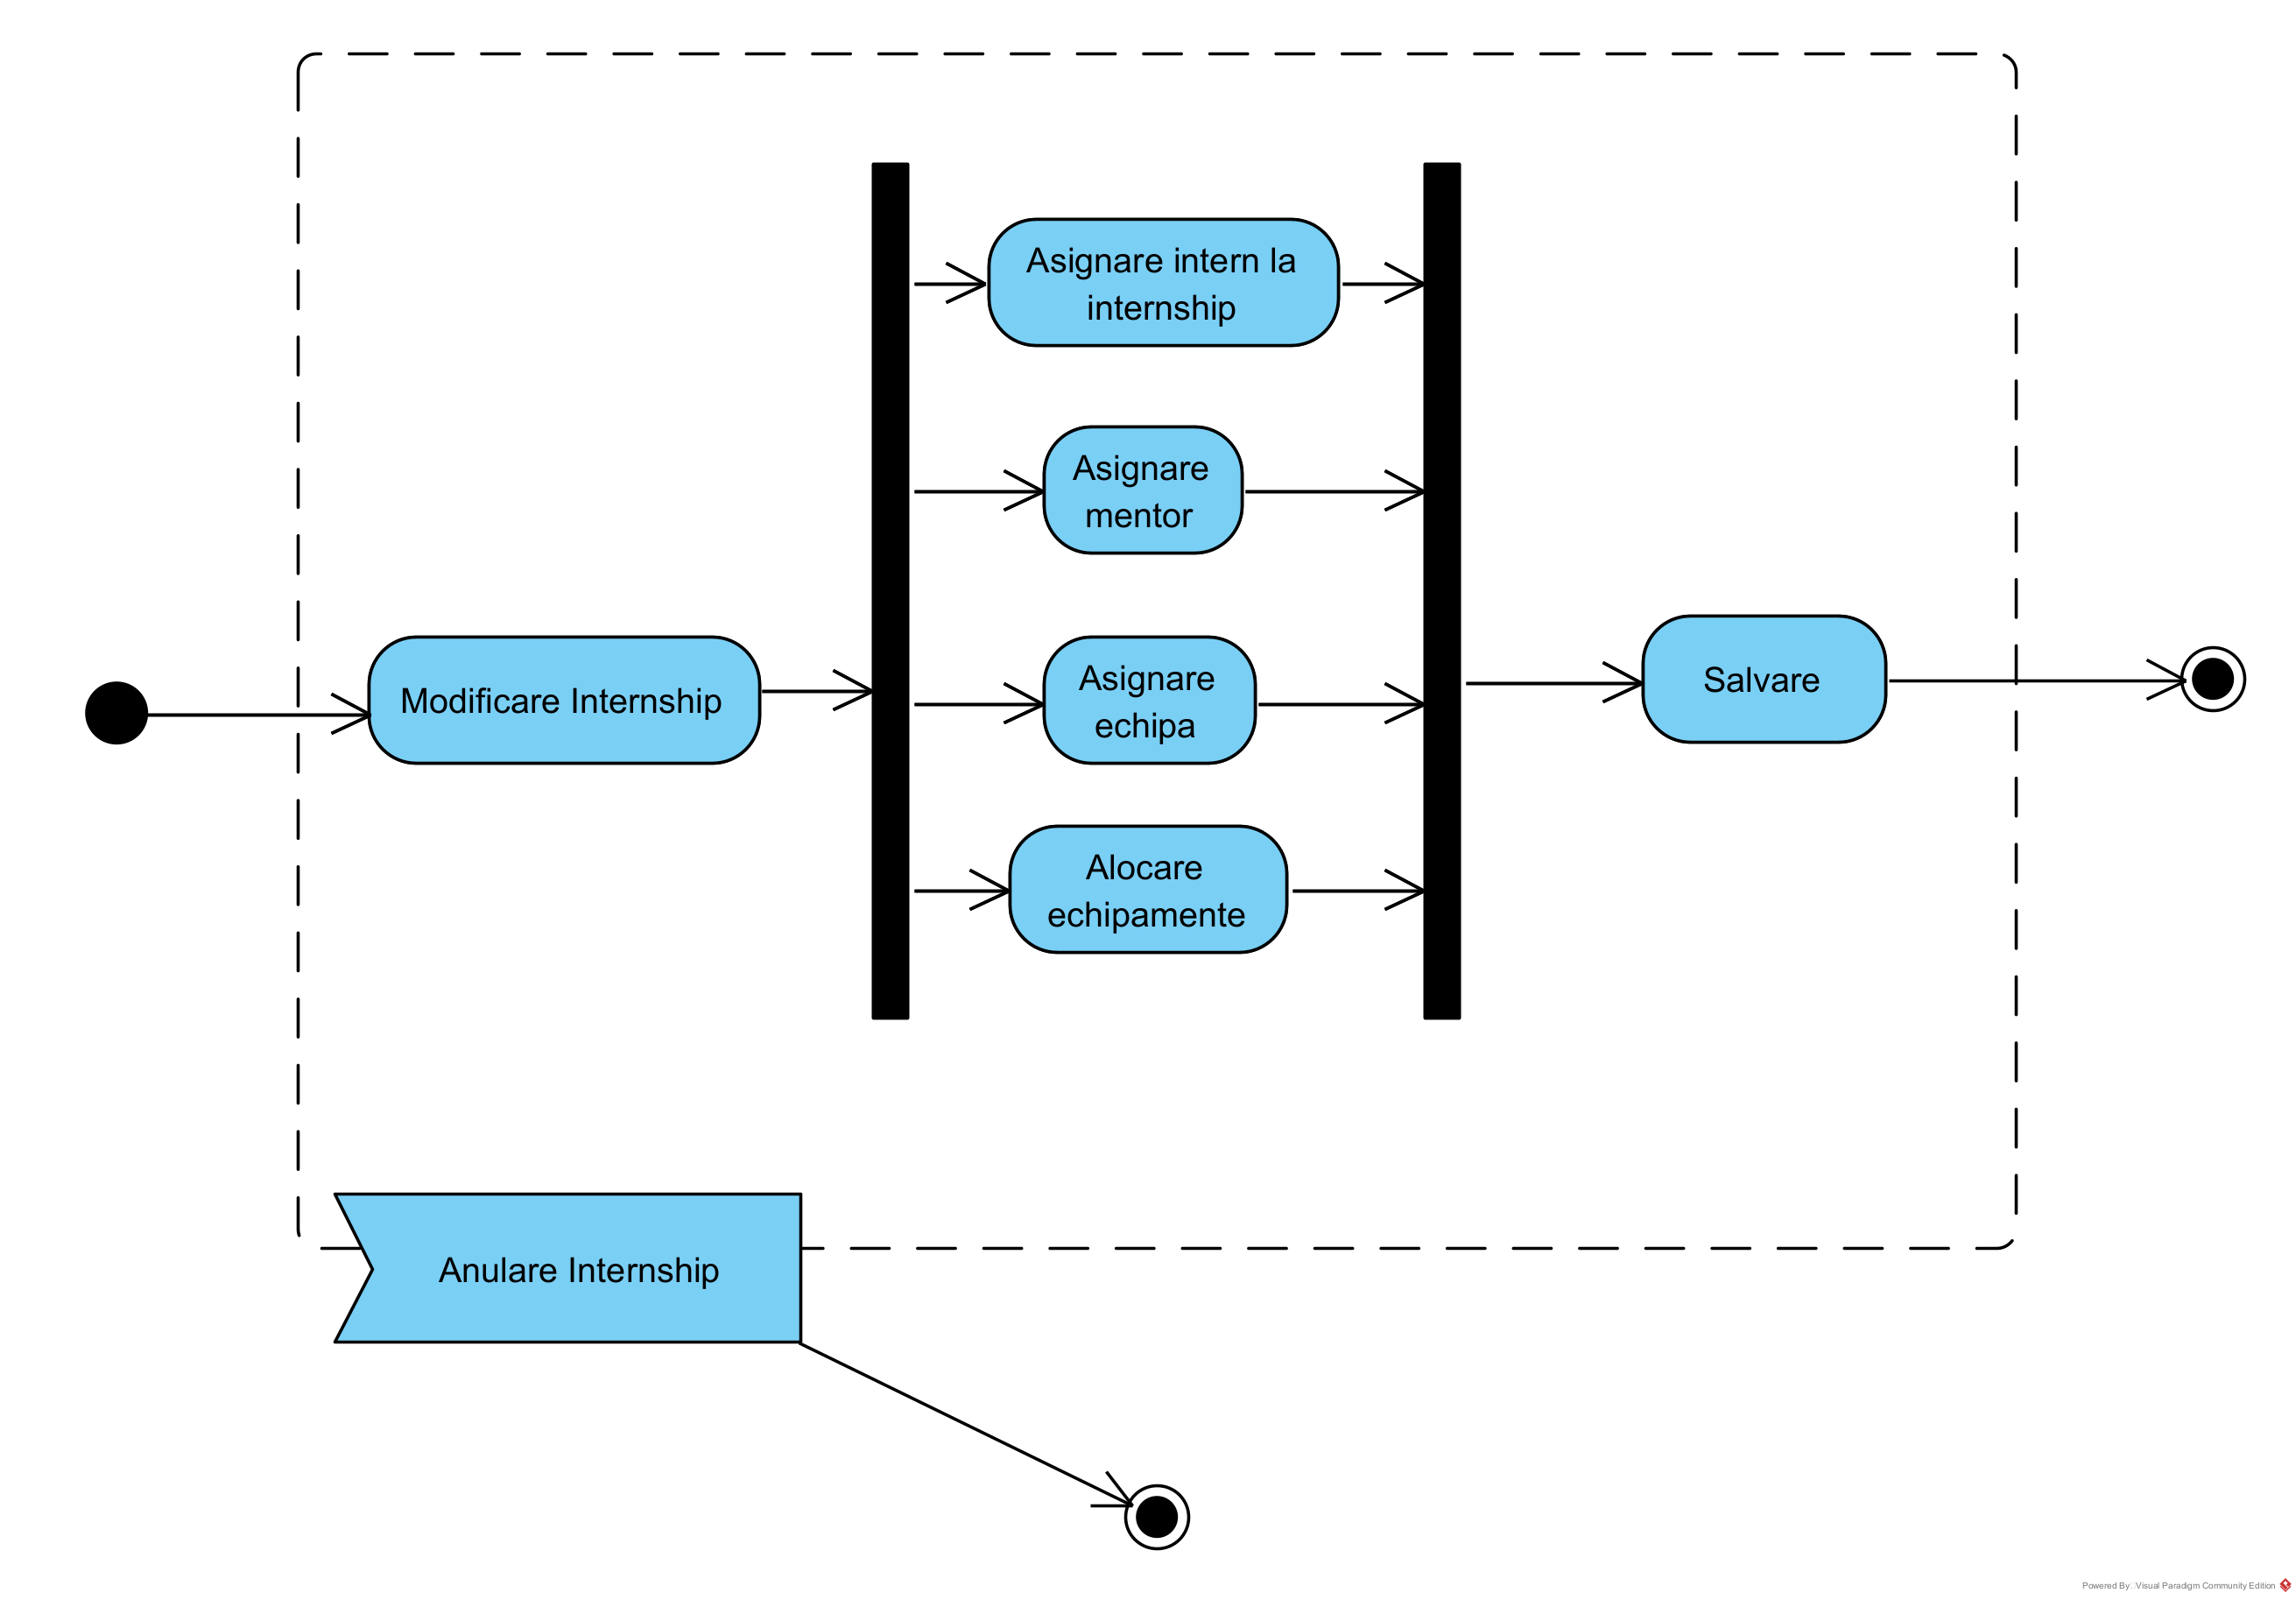 Asignare intern la
internship
Asignare
mentor
Modificare Internship
Asignare
echipa
Salvare
Alocare
echipamente
Anulare Internship
Powered By Visual Paradigm Community Edition